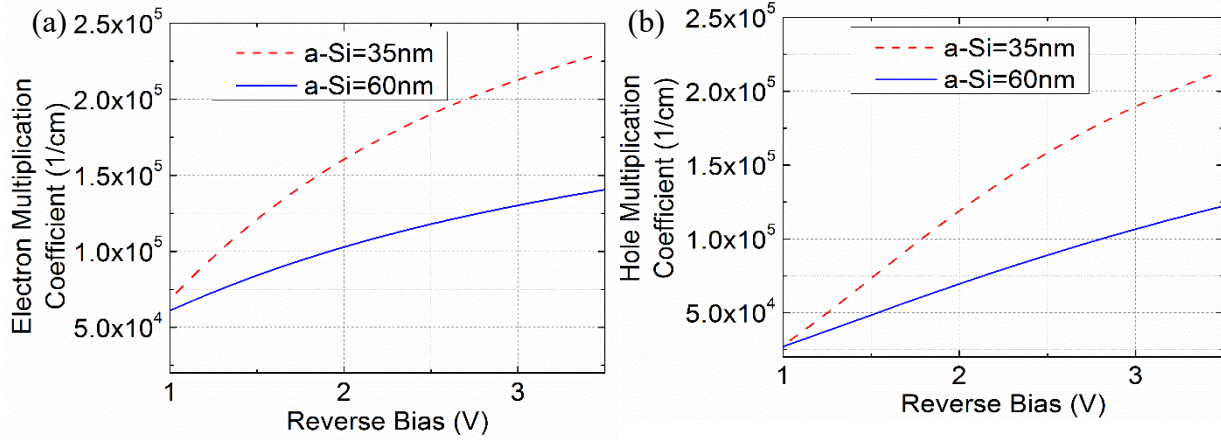 (a)
Electron Multiplication
Coefficient (1/cm)
2.5x10^5
2.0x10^5
1.5x10^5
1.0x10^5
5.0x10^4
a-Si=35nm
a-Si=60nm
1 2 3
Reverse Bias (V)
(b)
Hole Multiplication
Coefficient (1/cm)
2.5x10^5
2.0x10^5
1.5x10^5
1.0x10^5
5.0x10^4
a-Si=35nm
a-Si=60nm
1 2 3
Reverse Bias (V)